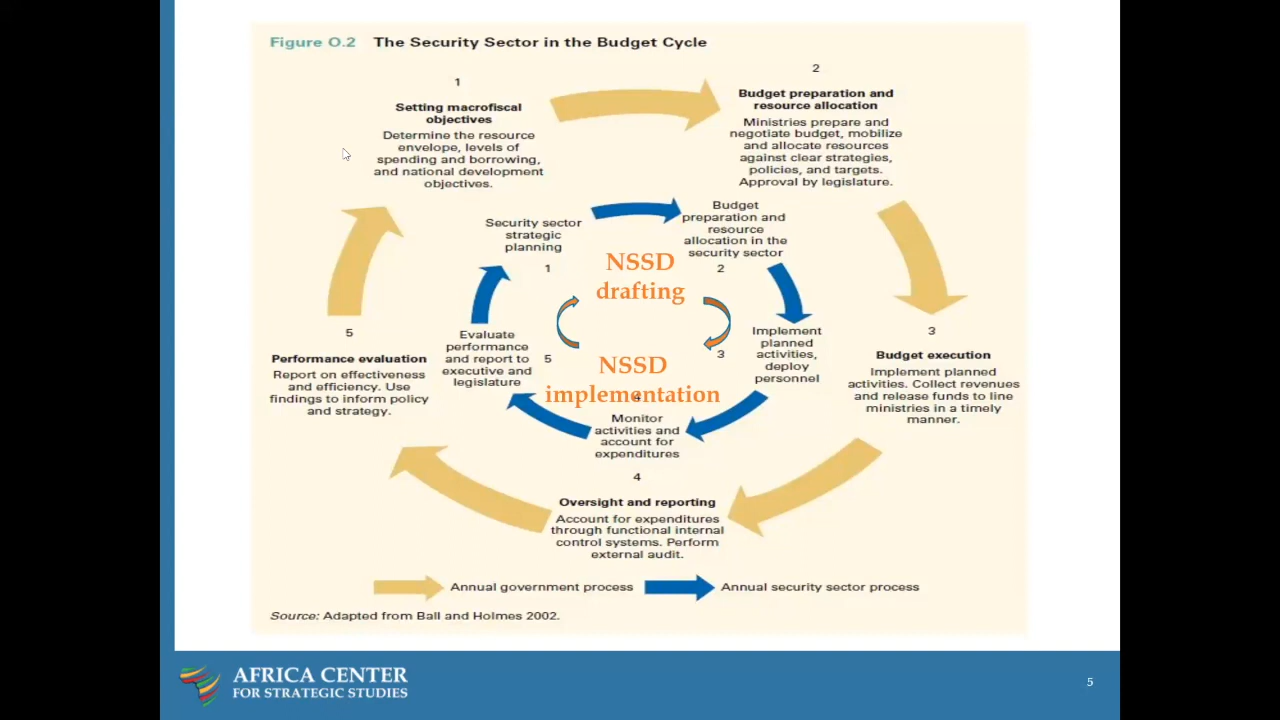 Figure O.2 The Security Sector in the Budget Cycle
1
Setting macrofiscal
objectives
Determine the resource
envelope, levels of
spending and borrowing,
and national development
objectives.
2
Budget preparation and
resource allocation
Ministries prepare and
negotiate budget, mobilize
and allocate resources
against clear strategies,
policies, and targets.
Approval by legislature.
Security sector
strategic
planning
1
Budget
preparation and
resource
allocation in the
security sector
2
NSSD
drafting
5
Performance evaluation
Report on effectiveness
and efficiency. Use
findings to inform policy
and strategy.
Evaluate
performance
and report to
executive and
legislature
5
NSSD
implementation
3
Implement
planned
activities,
deploy
personnel
3
Budget execution
Implement planned
activities. Collect revenues
and release funds to line
ministries in a timely
manner.
4
Monitor
activities and
account for
expenditures
4
Oversight and reporting
Account for expenditures
through functional internal
control systems. Perform
external audit.
Annual government process
Annual security sector process
Source: Adapted from Ball and Holmes 2002.
AFRICA CENTER
FOR STRATEGIC STUDIES
5